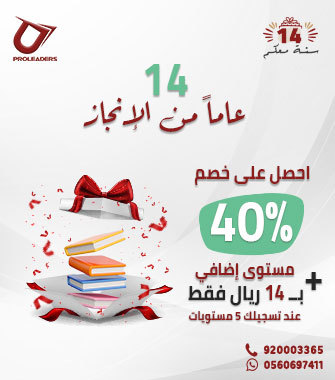 PROLEADERS
14
سنة معكم
14
عاماً من الإنجاز
احصل على خصم
40%
+ مستوى إضافي
بـ 14 ريال فقط
عند تسجيلك 5 مستويات
920003365
0560697411